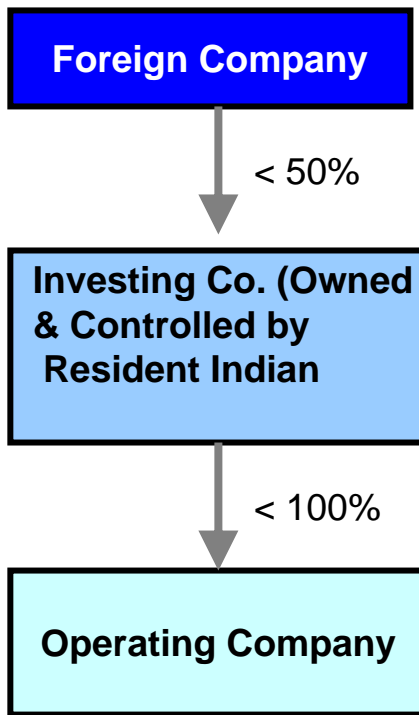 Foreign Company
< 50%
Investing Co. (Owned
& Controlled by
Resident Indian
< 100%
Operating Company